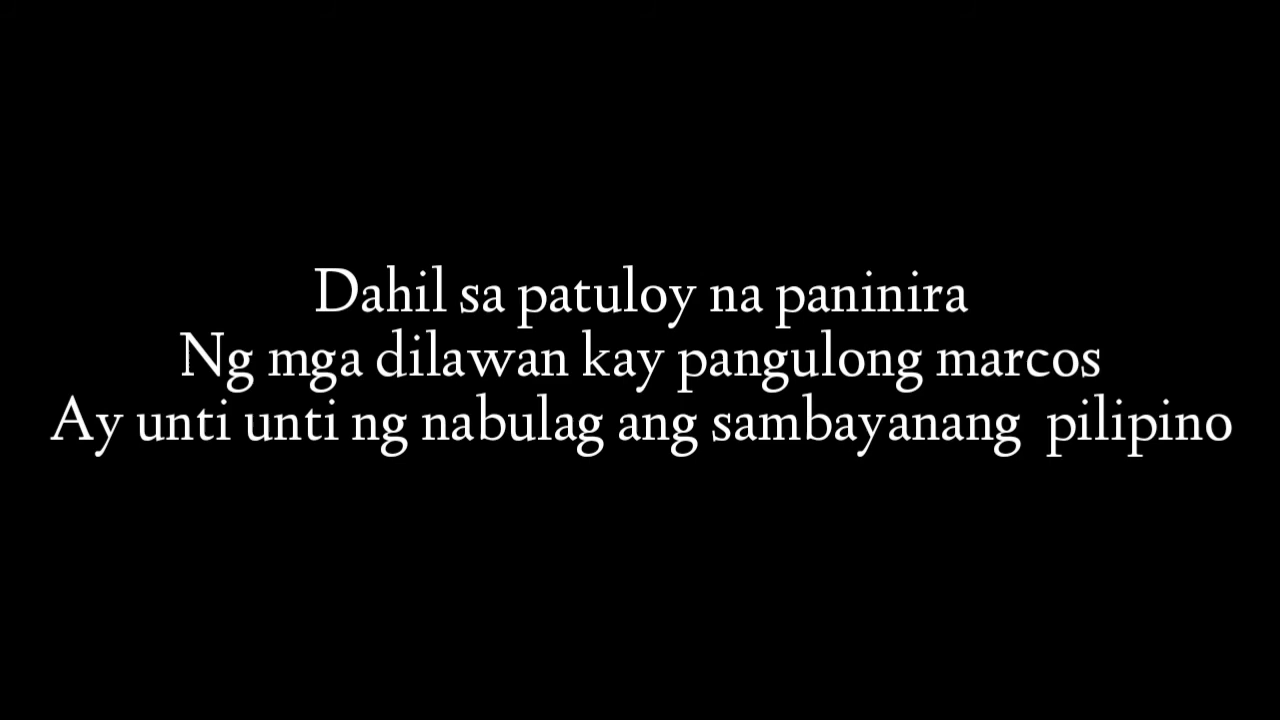 Dahil sa patuloy na paninira
Ng mga dilawan kay pangulong marcos
Ay unti unti ng nabulag ang sambayanang  pilipino